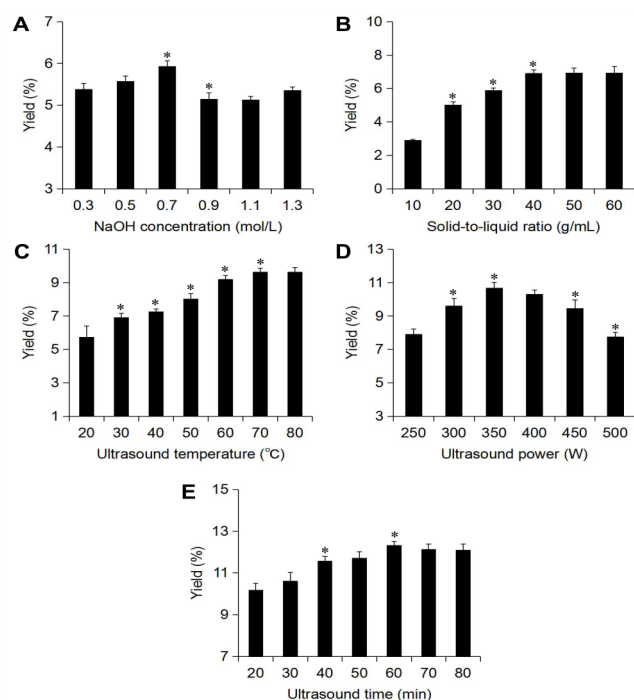 A
Yield (%)
7
6
5
4
3
*
*
0.3 0.5 0.7 0.9 1.1 1.3
NaOH concentration (mol/L)
B
Yield (%)
10
8
6
4
2
0
*
*
*
10 20 30 40 50 60
Solid-to-liquid ratio (g/mL)
C
Yield (%)
11
9
7
5
3
1
*
*
*
*
*
20 30 40 50 60 70 80
Ultrasound temperature (°C)
D
Yield (%)
13
11
9
7
5
3
*
*
*
*
250 300 350 400 450 500
Ultrasound power (W)
E
Yield (%)
15
13
11
9
7
*
*
20 30 40 50 60 70 80
Ultrasound time (min)